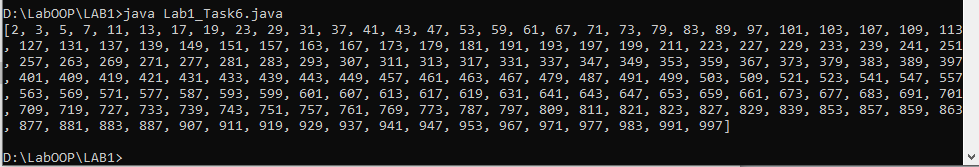 D:\LabOOP\LAB1>java Lab1_Task6.java
[2, 3, 5, 7, 11, 13, 17, 19, 23, 29, 31, 37, 41, 43, 47, 53, 59, 61, 67, 71, 73, 79, 83, 89, 97, 101, 103, 107, 109, 113
, 127, 131, 137, 139, 149, 151, 157, 163, 167, 173, 179, 181, 191, 193, 197, 199, 211, 223, 227, 229, 233, 239, 241, 251
, 257, 263, 269, 271, 277, 281, 283, 293, 307, 311, 313, 317, 331, 337, 347, 349, 353, 359, 367, 373, 379, 383, 389, 397
, 401, 409, 419, 421, 431, 433, 439, 443, 449, 457, 461, 463, 467, 479, 487, 491, 499, 503, 509, 521, 523, 541, 547, 557
, 563, 569, 571, 577, 587, 593, 599, 601, 607, 613, 617, 619, 631, 641, 643, 647, 653, 659, 661, 673, 677, 683, 691, 701
, 709, 719, 727, 733, 739, 743, 751, 757, 761, 769, 773, 787, 797, 809, 811, 821, 823, 827, 829, 839, 853, 857, 859, 863
, 877, 881, 883, 887, 907, 911, 919, 929, 937, 941, 947, 953, 967, 971, 977, 983, 991, 997]
D:\LabOOP\LAB1>